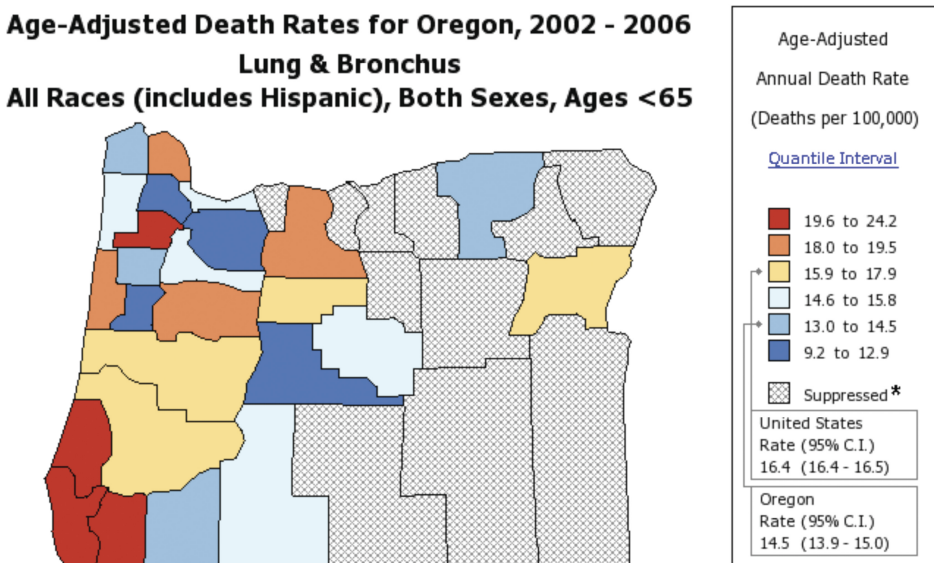 Age-Adjusted Death Rates for Oregon, 2002 - 2006
Lung & Bronchus
All Races (includes Hispanic), Both Sexes, Ages <65
Age-Adjusted
Annual Death Rate
(Deaths per 100,000)
Quantile Interval
19.6 to 24.2
18.0 to 19.5
15.9 to 17.9
14.6 to 15.8
13.0 to 14.5
9.2 to 12.9
Suppressed*
United States
Rate (95% C.I.)
16.4 (16.4 - 16.5)
Oregon
Rate (95% C.I.)
14.5 (13.9 - 15.0)